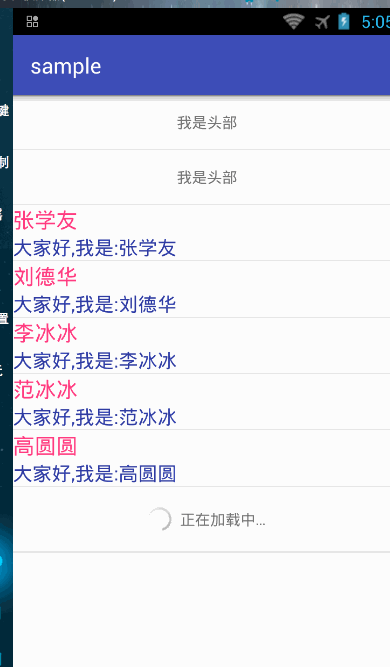 5:05
sample
我是头部
我是头部
张学友
大家好,我是:张学友
刘德华
大家好,我是:刘德华
李冰冰
大家好,我是:李冰冰
范冰冰
大家好,我是:范冰冰
高圆圆
大家好,我是:高圆圆
正在加载中...
键
制
置